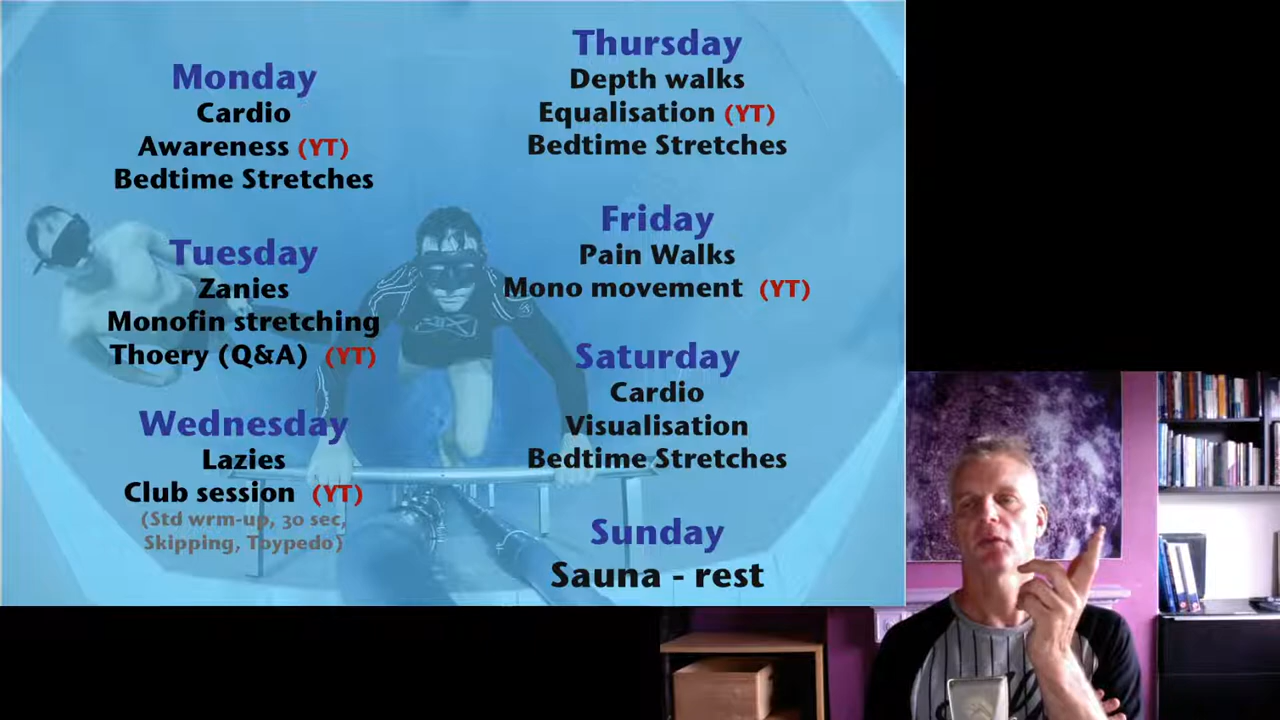 Monday
Cardio
Awareness (YT)
Bedtime Stretches
Tuesday
Zanies
Monofin stretching
Thoery (Q&A) (YT)
Wednesday
Lazies
Club session (YT)
(Std wrm-up, 30 sec,
Skipping, Toypedo)
Thursday
Depth walks
Equalisation (YT)
Bedtime Stretches
Friday
Pain Walks
Mono movement (YT)
Saturday
Cardio
Visualisation
Bedtime Stretches
Sunday
Sauna - rest